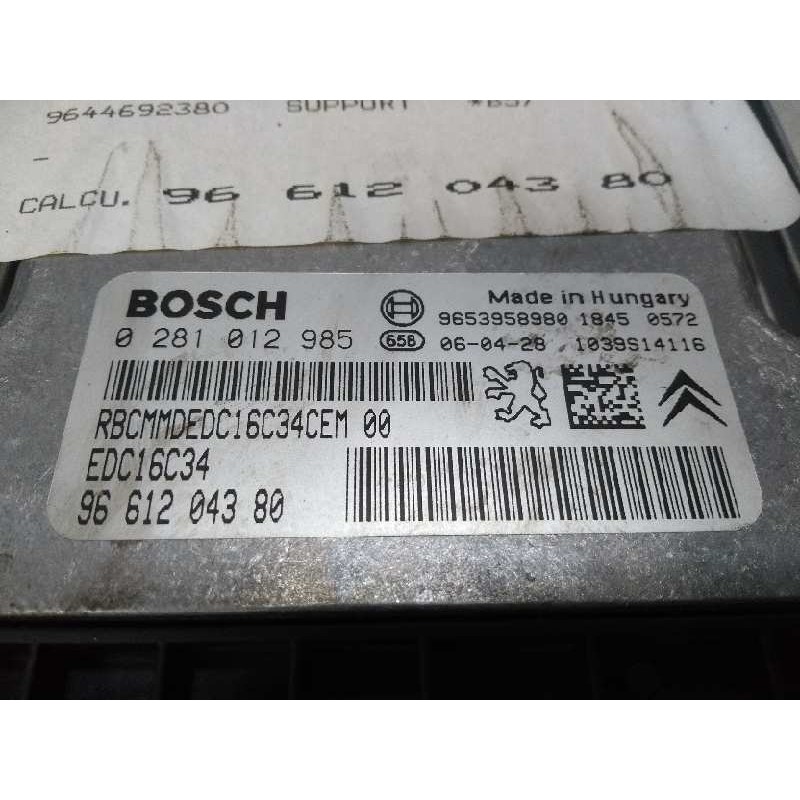 9644692380 SUPPORT
-
CALCU. 96 612 043 80
BOSCH
Made in Hungary
0 281 012 985
9653958980 1845 0572
656 06-04-28 1039S14116
RBCMMDEDC16C34CEM 00
EDC16C34
96 612 043 80